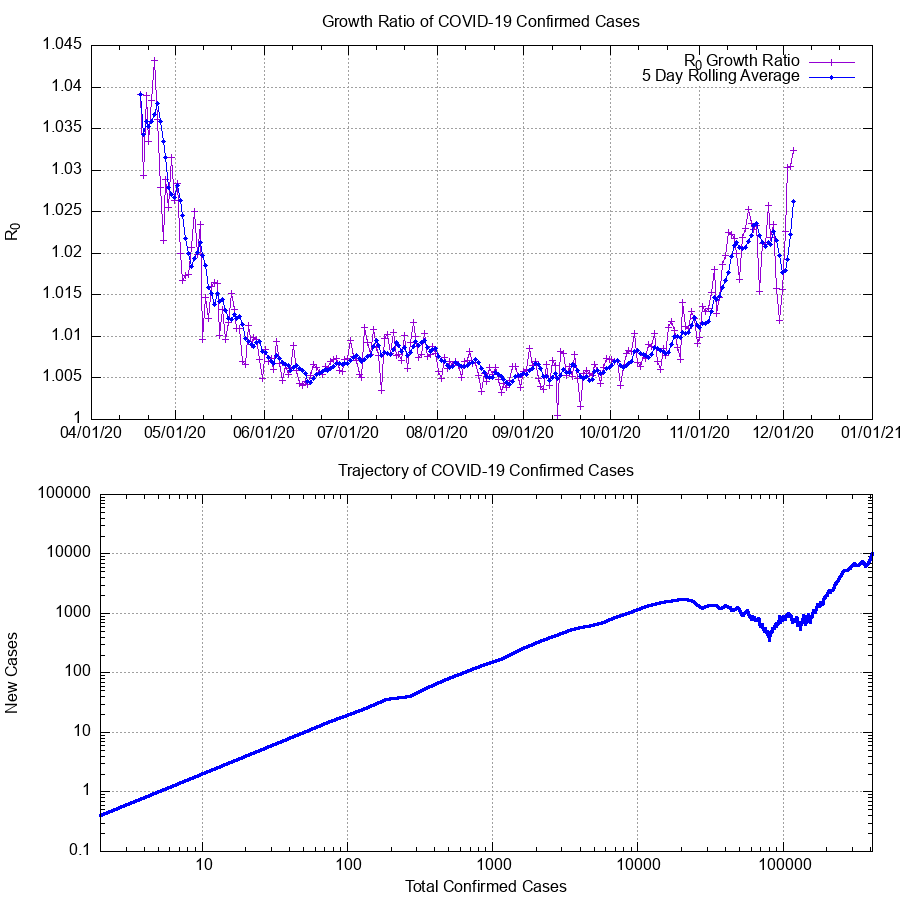 Growth Ratio of COVID-19 Confirmed Cases
1.045
1.04
1.035
1.03
1.025
1.02
1.015
1.01
1.005
1
R0
R0 Growth Ratio
5 Day Rolling Average
04/01/20 05/01/20 06/01/20 07/01/20 08/01/20 09/01/20 10/01/20 11/01/20 12/01/20 01/01/21
Trajectory of COVID-19 Confirmed Cases
100000
10000
1000
100
10
1
0.1
New Cases
10 100 1000 10000 100000
Total Confirmed Cases